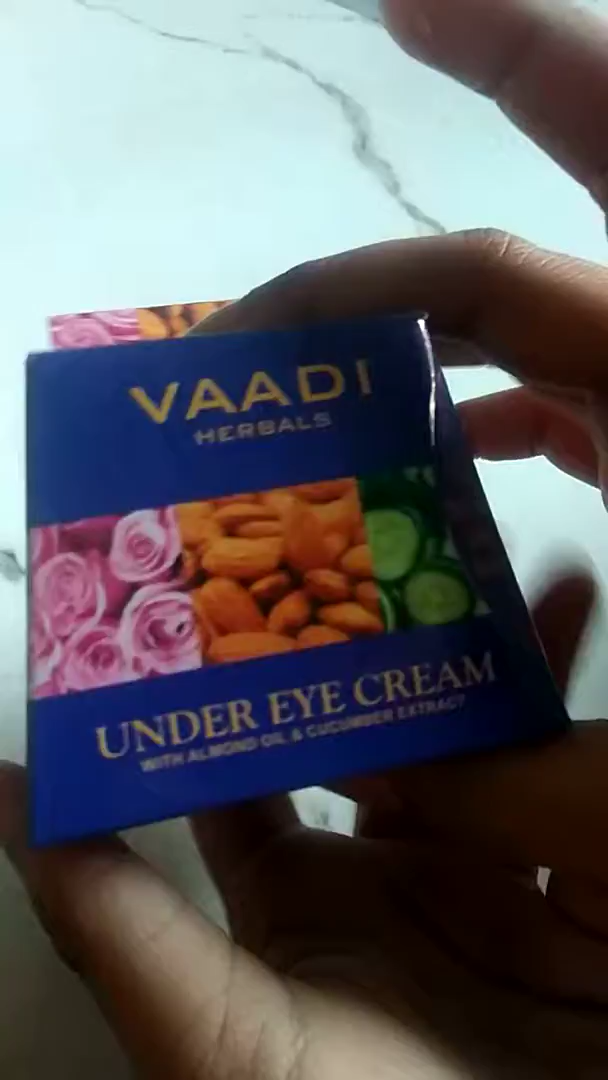 VAADI
HERBALS
UNDER EYE CREAM
WITH ALMOND OIL & CUCUMBER EXTRACT